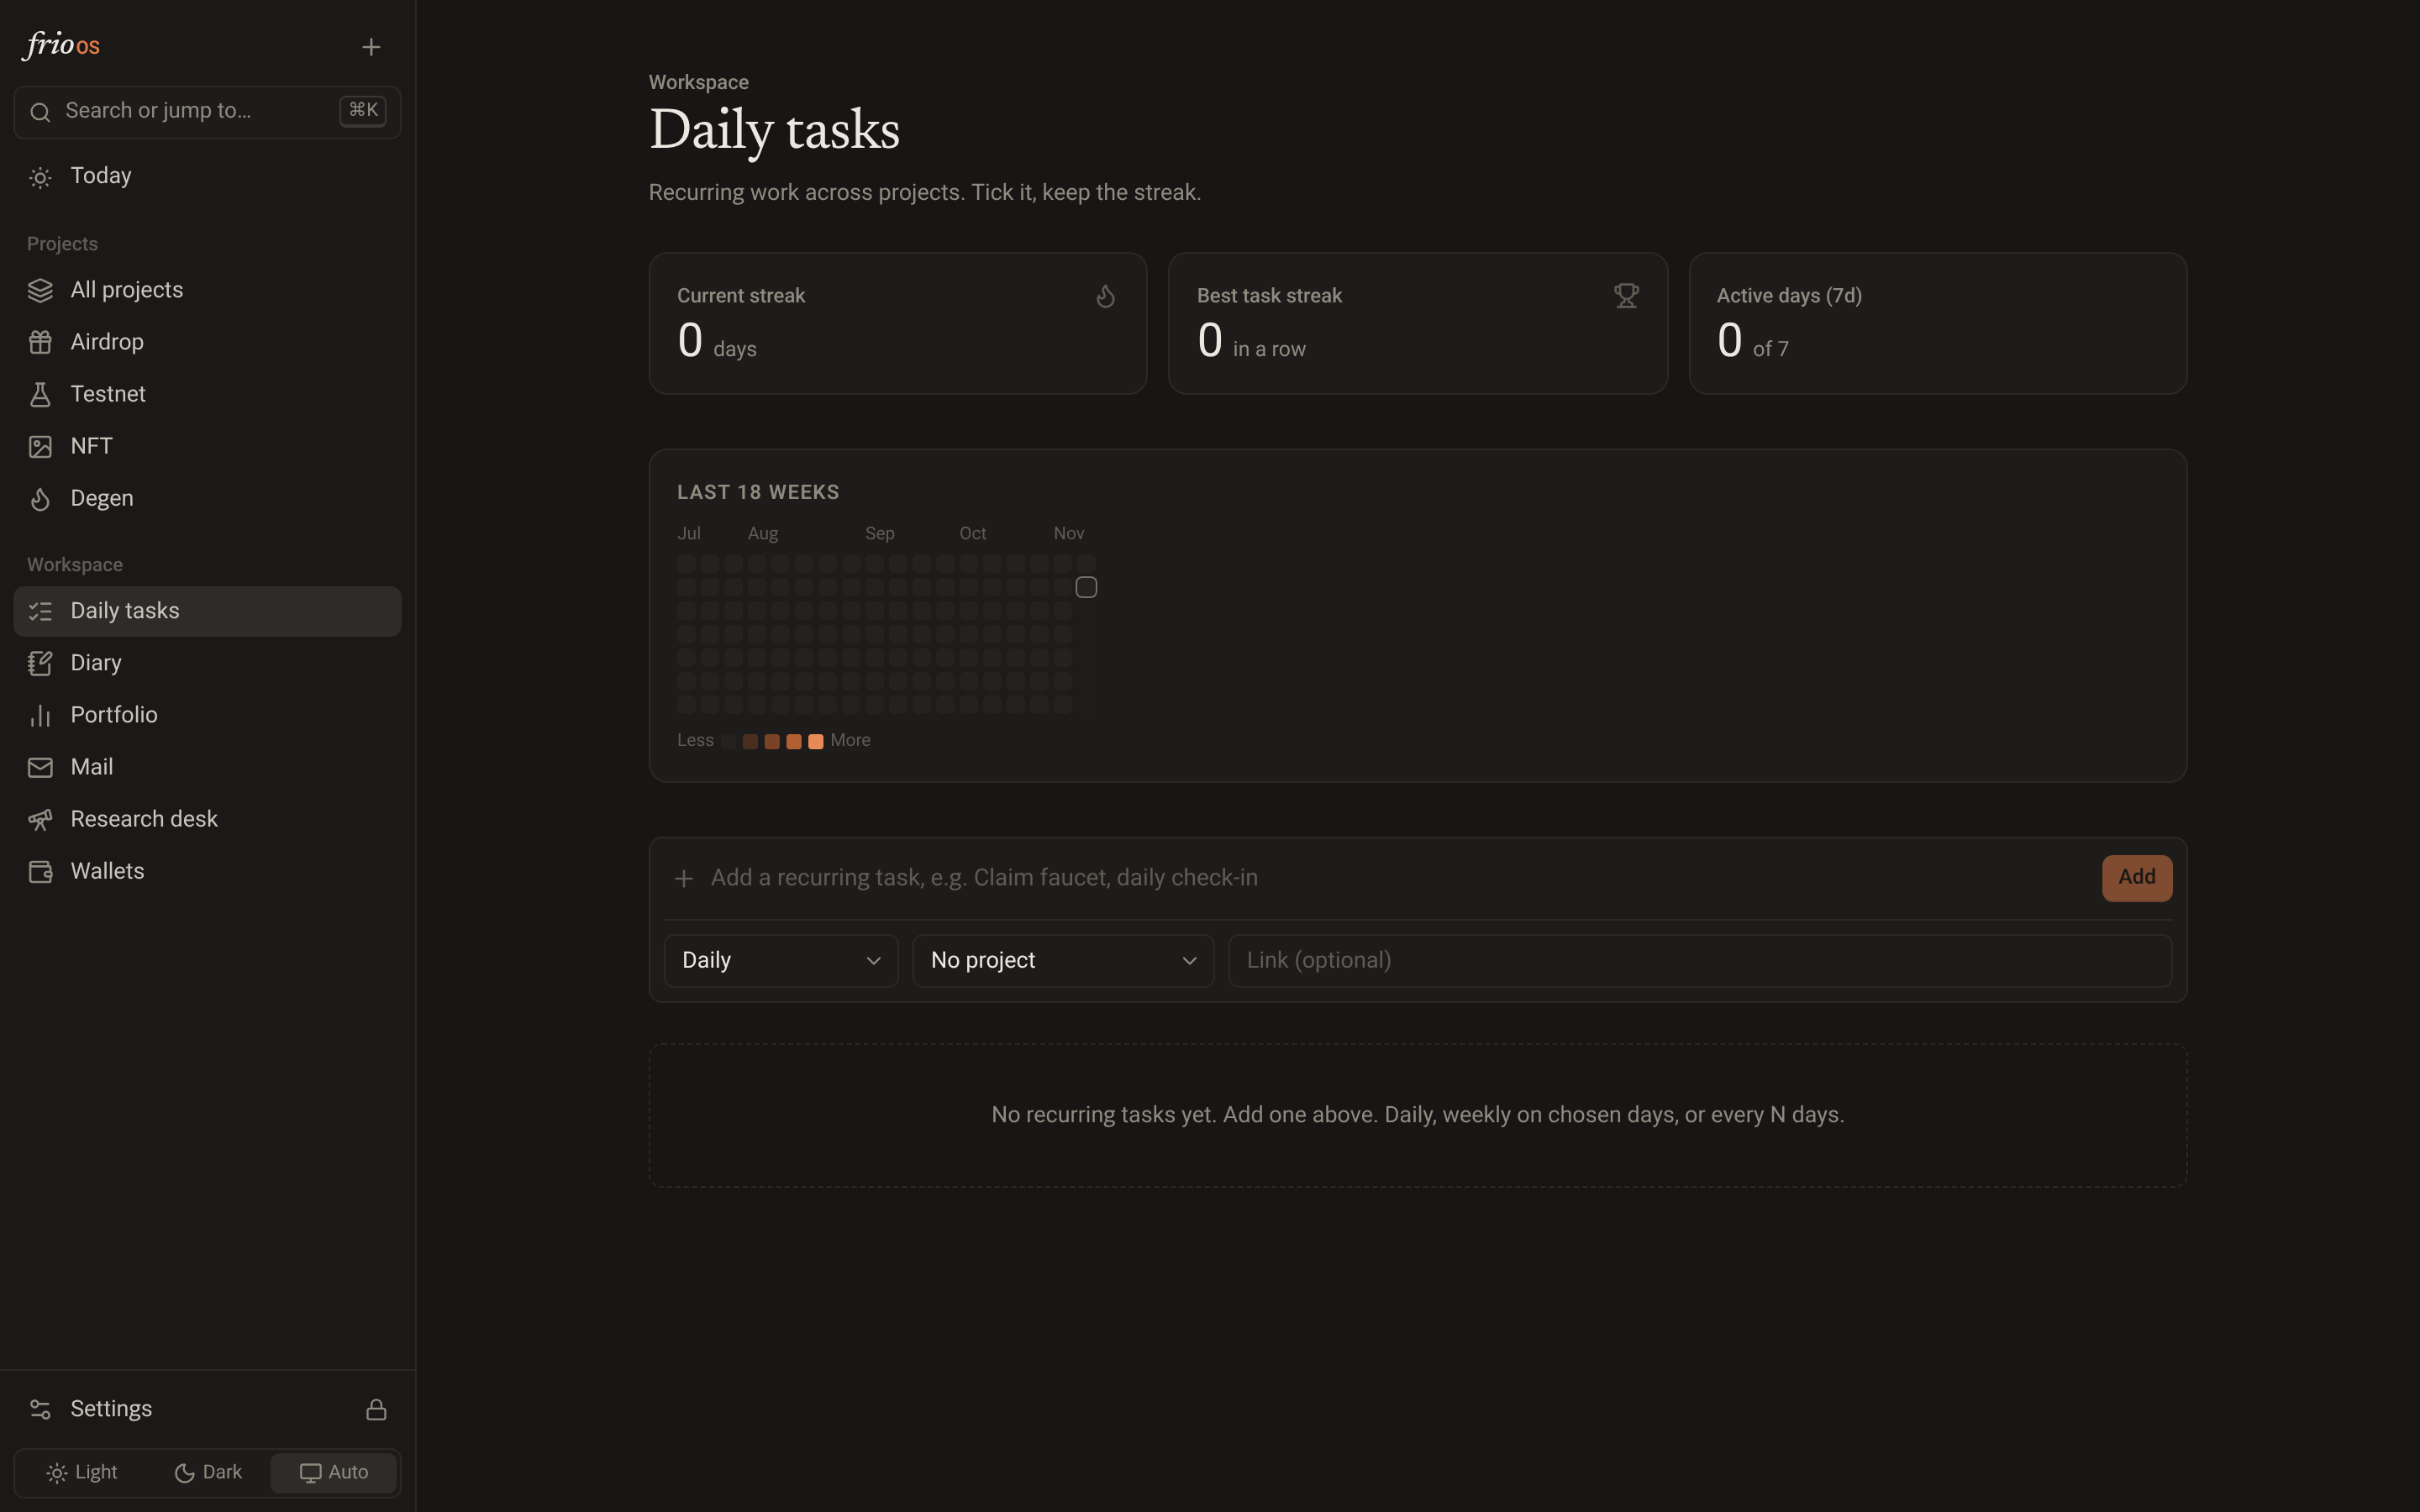 frio os
Search or jump to... ⌘K
Today
Projects
All projects
Airdrop
Testnet
NFT
Degen
Workspace
Daily tasks
Diary
Portfolio
Mail
Research desk
Wallets
Settings
Light Dark Auto
Workspace
Daily tasks
Recurring work across projects. Tick it, keep the streak.
Current streak
0 days
Best task streak
0 in a row
Active days (7d)
0 of 7
LAST 18 WEEKS
Jul Aug Sep Oct Nov
Less More
Add a recurring task, e.g. Claim faucet, daily check-in Add
Daily No project Link (optional)
No recurring tasks yet. Add one above. Daily, weekly on chosen days, or every N days.